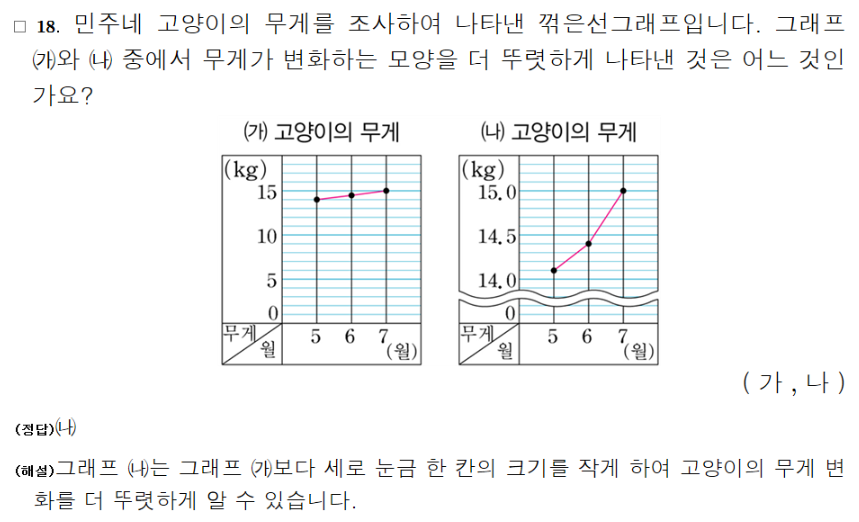 □ 18. 민주네 고양이의 무게를 조사하여 나타낸 꺾은선그래프입니다. 그래프
㈎와 ㈏ 중에서 무게가 변화하는 모양을 더 뚜렷하게 나타낸 것은 어느 것인
가요?
㈎ 고양이의 무게
(kg)
15
10
5
0
무게
월
5 6 7
(월)
㈏ 고양이의 무게
(kg)
15.0
14.5
14.0
0
무게
월
5 6 7
(월)
( 가 , 나 )
(정답)㈏
(해설)그래프 ㈏는 그래프 ㈎보다 세로 눈금 한 칸의 크기를 작게 하여 고양이의 무게 변
화를 더 뚜렷하게 알 수 있습니다.